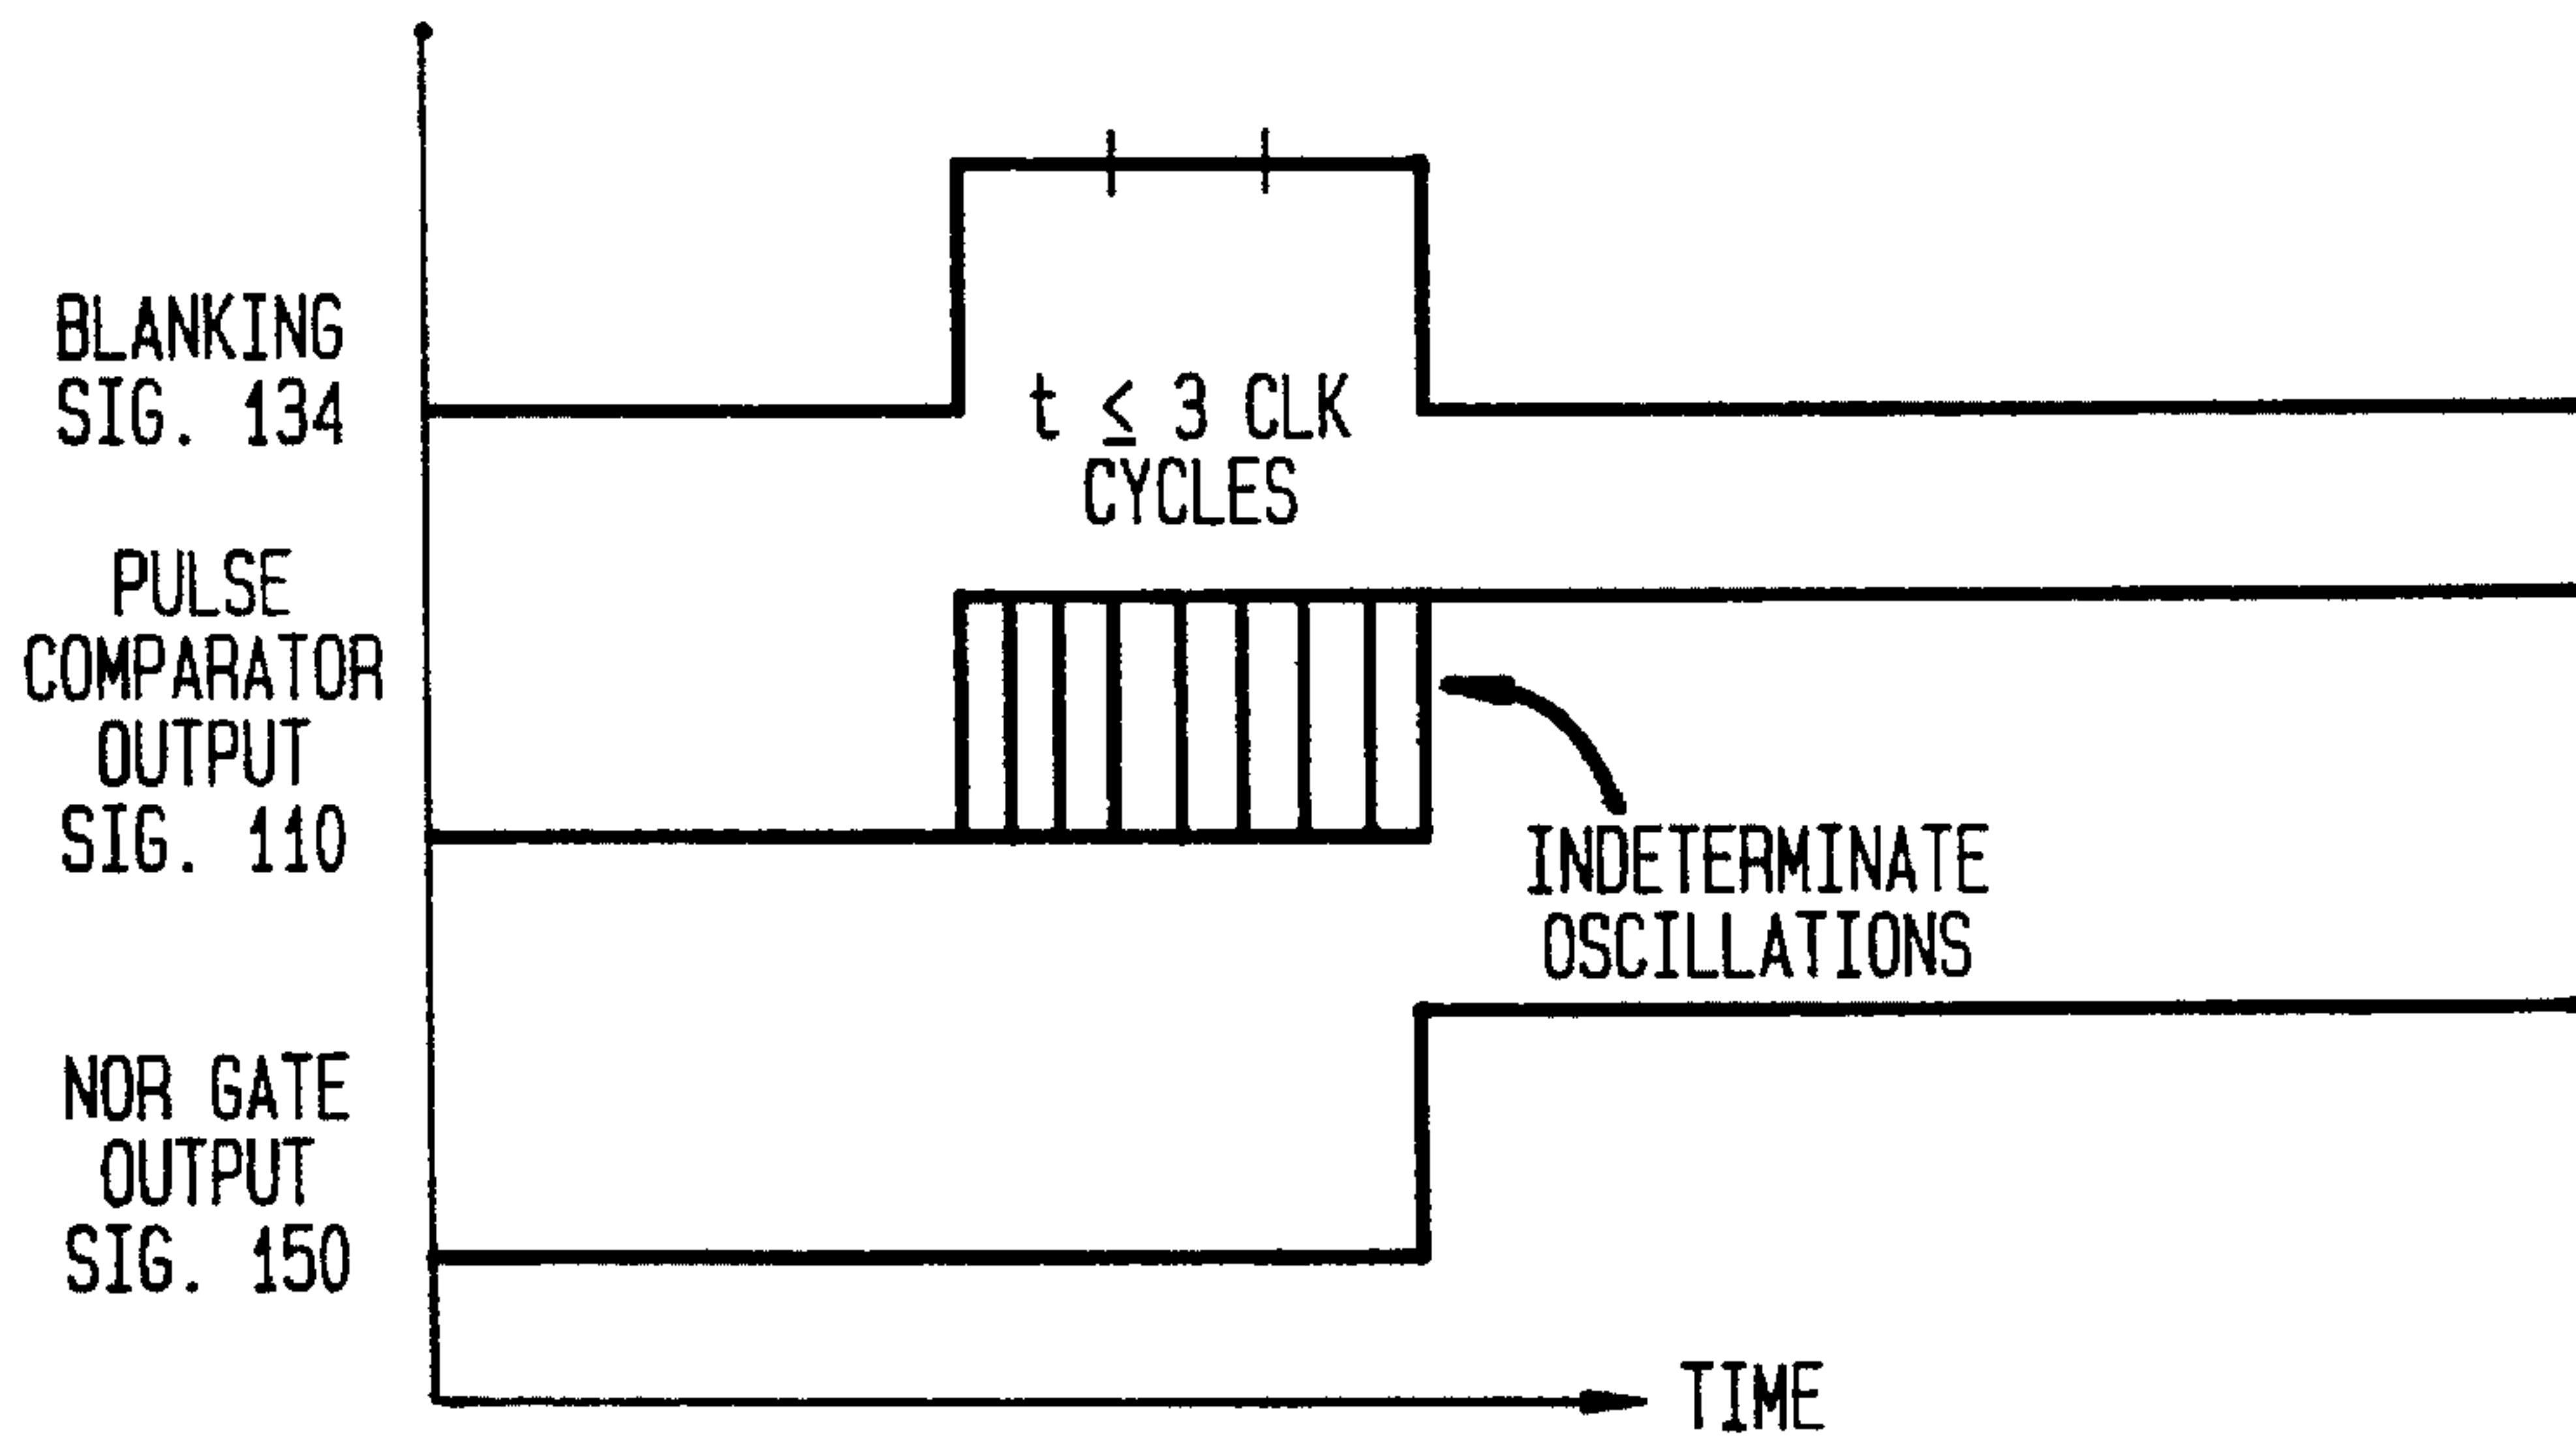 BLANKING
SIG. 134
t ≤ 3 CLK
CYCLES
PULSE
COMPARATOR
OUTPUT
SIG. 110
INDETERMINATE
OSCILLATIONS
NOR GATE
OUTPUT
SIG. 150
TIME